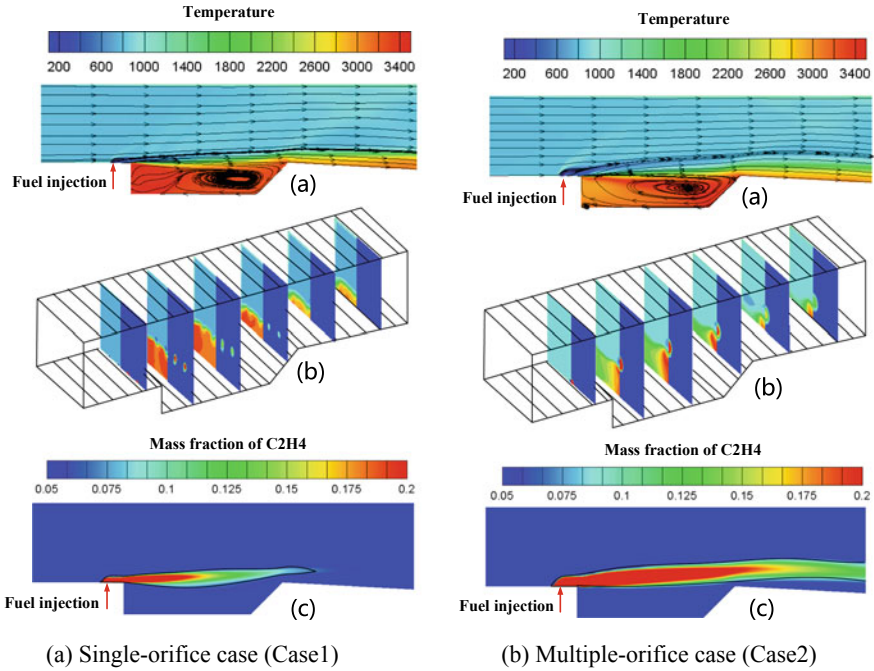 Temperature
200 600 1000 1400 1800 2200 2600 3000 3400
Fuel injection
(a)
(b)
Mass fraction of C2H4
0.05 0.075 0.1 0.125 0.15 0.175 0.2
Fuel injection
(c)
(a) Single-orifice case (Case1)
Temperature
200 600 1000 1400 1800 2200 2600 3000 3400
Fuel injection
(a)
(b)
Mass fraction of C2H4
0.05 0.075 0.1 0.125 0.15 0.175 0.2
Fuel injection
(c)
(b) Multiple-orifice case (Case2)